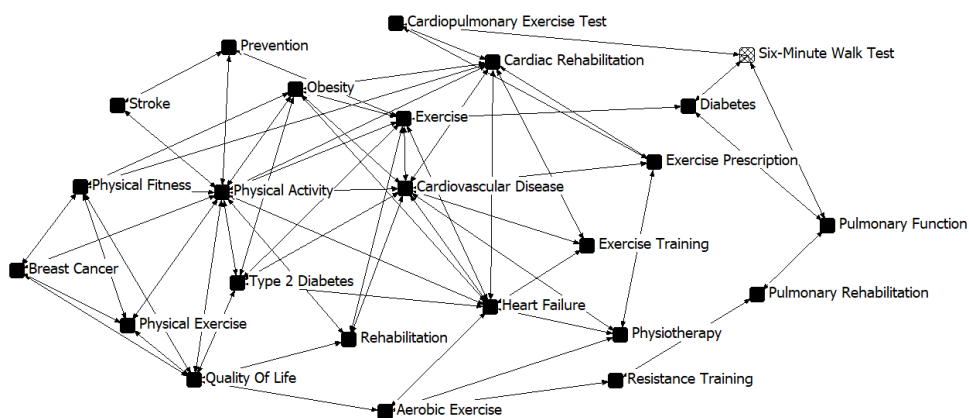 Cardiopulmonary Exercise Test
Prevention
Six-Minute Walk Test
Cardiac Rehabilitation
Obesity
Stroke
Diabetes
Exercise
Exercise Prescription
Physical Fitness
Physical Activity
Cardiovascular Disease
Pulmonary Function
Exercise Training
Breast Cancer
Type 2 Diabetes
Pulmonary Rehabilitation
Heart Failure
Physical Exercise
Rehabilitation
Physiotherapy
Quality Of Life
Resistance Training
Aerobic Exercise